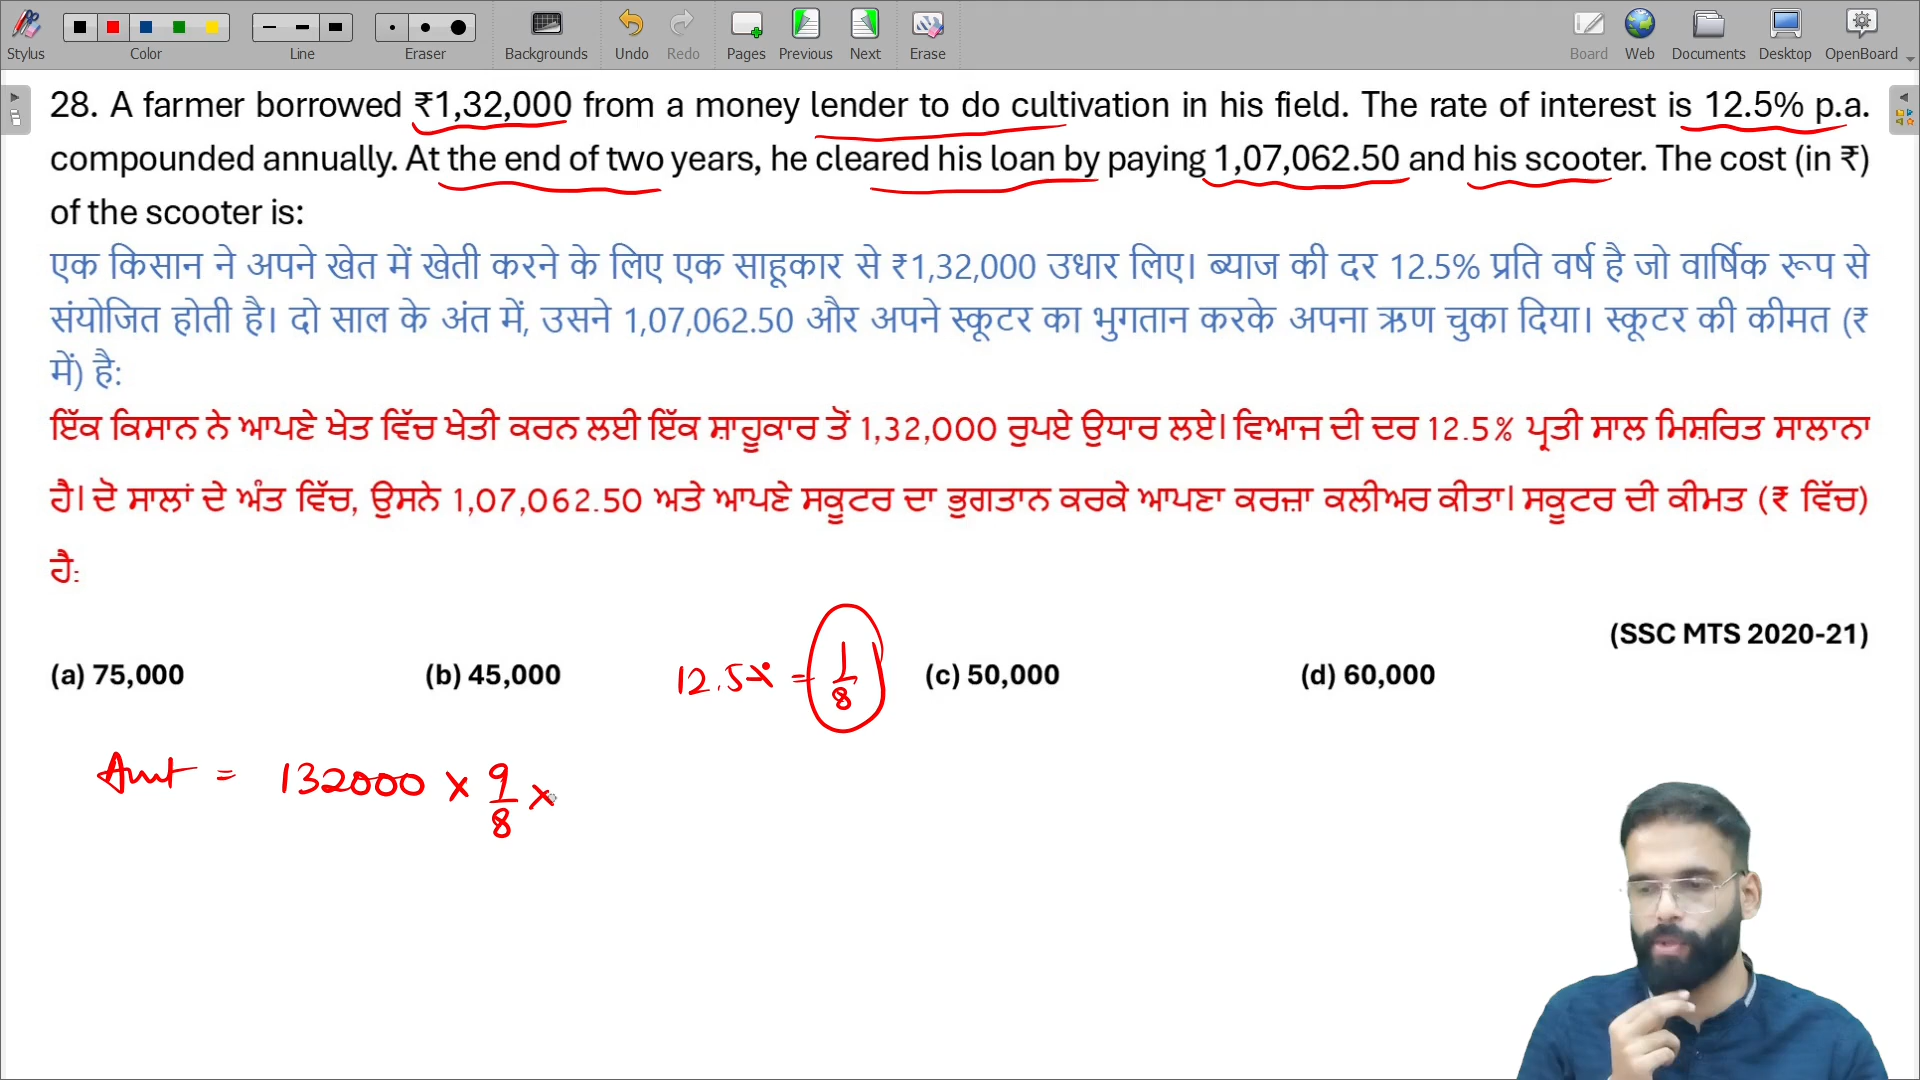 Stylus Color Line Eraser Backgrounds Undo Redo Pages Previous Next Erase Board Web Documents Desktop OpenBoard
28. A farmer borrowed ₹1,32,000 from a money lender to do cultivation in his field. The rate of interest is 12.5% p.a.
compounded annually. At the end of two years, he cleared his loan by paying 1,07,062.50 and his scooter. The cost (in ₹)
of the scooter is:
एक किसान ने अपने खेत में खेती करने के लिए एक साहूकार से ₹1,32,000 उधार लिए। ब्याज की दर 12.5% प्रति वर्ष है जो वार्षिक रूप से
संयोजित होती है। दो साल के अंत में, उसने 1,07,062.50 और अपने स्कूटर का भुगतान करके अपना ऋण चुका दिया। स्कूटर की कीमत (₹
में) है:
ਇੱਕ ਕਿਸਾਨ ਨੇ ਆਪਣੇ ਖੇਤ ਵਿੱਚ ਖੇਤੀ ਕਰਨ ਲਈ ਇੱਕ ਸ਼ਾਹੂਕਾਰ ਤੋਂ 1,32,000 ਰੁਪਏ ਉਧਾਰ ਲਏ। ਵਿਆਜ ਦੀ ਦਰ 12.5% ਪ੍ਰਤੀ ਸਾਲ ਮਿਸ਼ਰਿਤ ਸਾਲਾਨਾ
ਹੈ। ਦੋ ਸਾਲਾਂ ਦੇ ਅੰਤ ਵਿੱਚ, ਉਸਨੇ 1,07,062.50 ਅਤੇ ਆਪਣੇ ਸਕੂਟਰ ਦਾ ਭੁਗਤਾਨ ਕਰਕੇ ਆਪਣਾ ਕਰਜ਼ਾ ਕਲੀਅਰ ਕੀਤਾ। ਸਕੂਟਰ ਦੀ ਕੀਮਤ (₹ ਵਿੱਚ)
ਹੈ:
(SSC MTS 2020-21)
(a) 75,000 (b) 45,000 12.5% = 1/8 (c) 50,000 (d) 60,000
Amt = 132000 × 9/8 ×